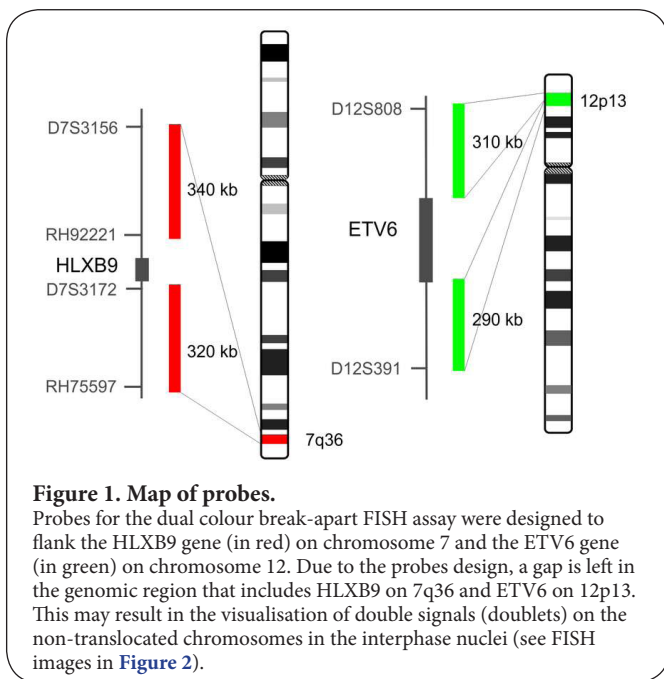 D7S3156
340 kb
RH92221
HLXB9
D7S3172
320 kb
RH75597
7q36
D12S808
310 kb
ETV6
290 kb
D12S391
12p13
Figure 1. Map of probes.
Probes for the dual colour break-apart FISH assay were designed to
flank the HLXB9 gene (in red) on chromosome 7 and the ETV6 gene
(in green) on chromosome 12. Due to the probes design, a gap is left in
the genomic region that includes HLXB9 on 7q36 and ETV6 on 12p13.
This may result in the visualisation of double signals (doublets) on the
non-translocated chromosomes in the interphase nuclei (see FISH
images in Figure 2).